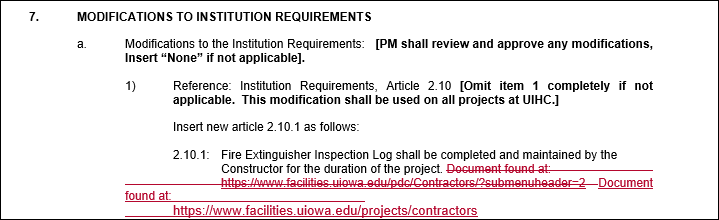 7. MODIFICATIONS TO INSTITUTION REQUIREMENTS
a. Modifications to the Institution Requirements: [PM shall review and approve any modifications,
Insert “None” if not applicable].
1) Reference: Institution Requirements, Article 2.10 [Omit item 1 completely if not
applicable. This modification shall be used on all projects at UIHC.]
Insert new article 2.10.1 as follows:
2.10.1: Fire Extinguisher Inspection Log shall be completed and maintained by the
Constructor for the duration of the project. Document found at:
https://www.facilities.uiowa.edu/pdc/Contractors/?submenuheader=2 Document
found at:
https://www.facilities.uiowa.edu/projects/contractors